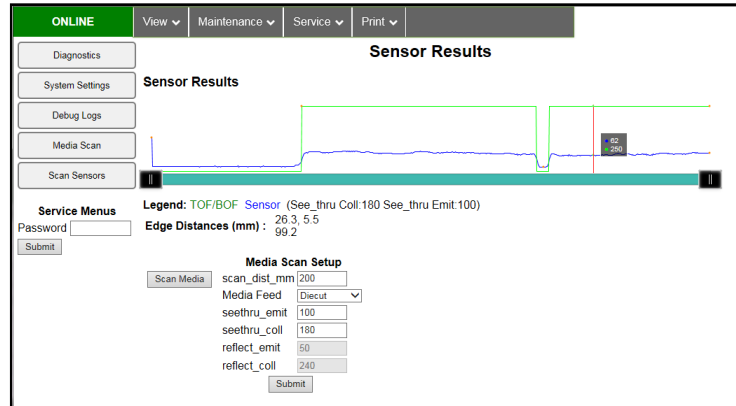 ONLINE View Maintenance Service Print
Diagnostics
System Settings
Debug Logs
Media Scan
Scan Sensors
Service Menus
Password
Submit
Sensor Results
Sensor Results
62
250
Legend: TOF/BOF Sensor (See_thru Coll:180 See_thru Emit:100)
Edge Distances (mm) : 26.3, 5.5
99.2
Media Scan Setup
Scan Media scan_dist_mm 200
Media Feed Diecut
seethru_emit 100
seethru_coll 180
reflect_emit 50
reflect_coll 240
Submit